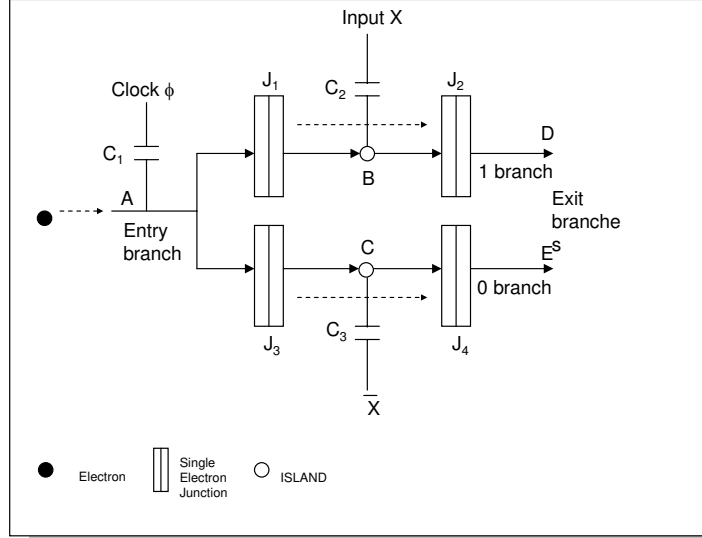 Input X
Clock ϕ
J1
C2
J2
C1
D
A
B
1 branch
Entry
branch
Exit
branche
s
C
E
0 branch
J3
C3
J4
X̅
Electron
Single
Electron
Junction
ISLAND